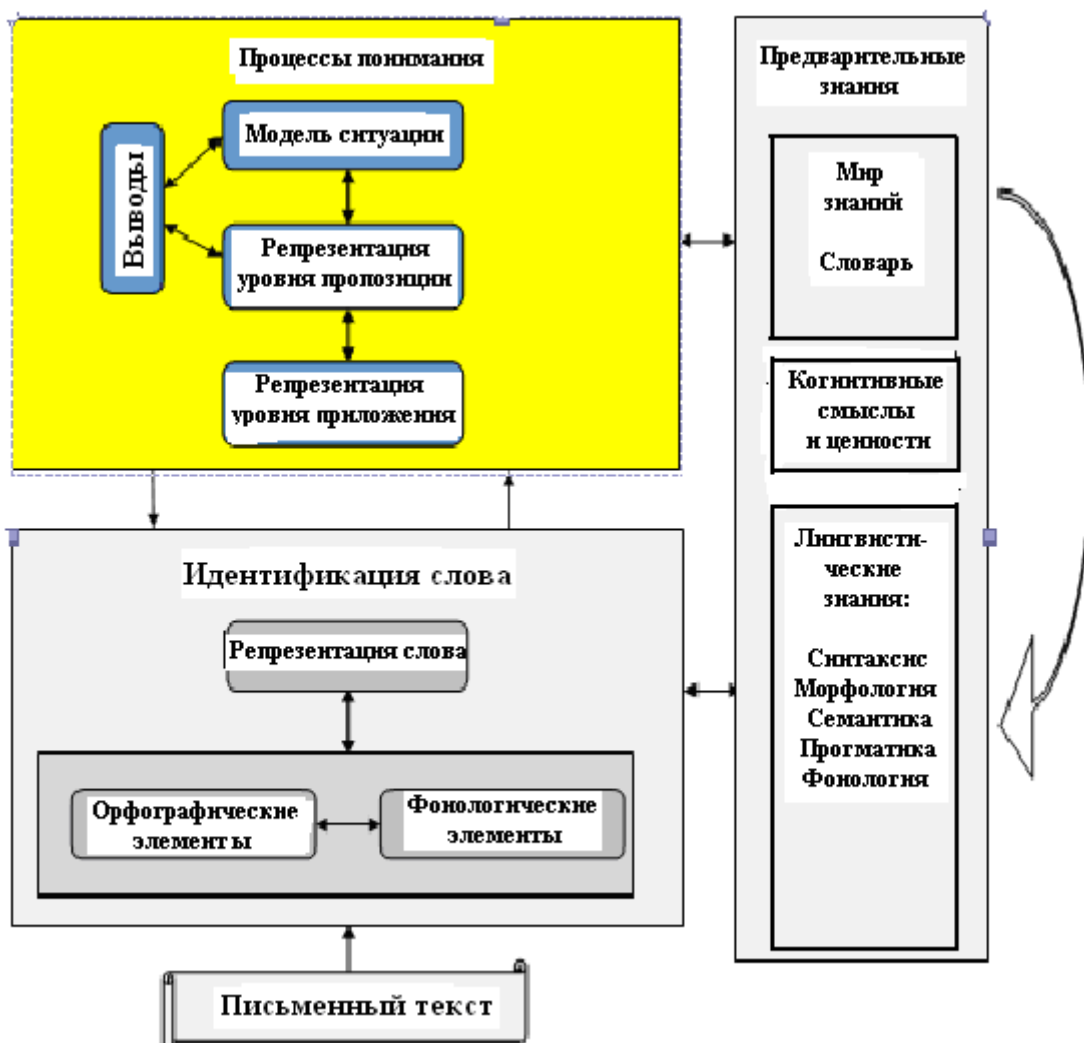 Процессы понимания
Модель ситуации
Выводы
Репрезентация
уровня пропозиции
Репрезентация
уровня приложения
Предварительные
знания
Мир
знаний
Словарь
Когнитивные
смыслы
и ценности
Лингвисти-
ческие
знания:
Синтаксис
Морфология
Семантика
Прогматика
Фонология
Идентификация слова
Репрезентация слова
Орфографические
элементы
Фонологические
элементы
Письменный текст